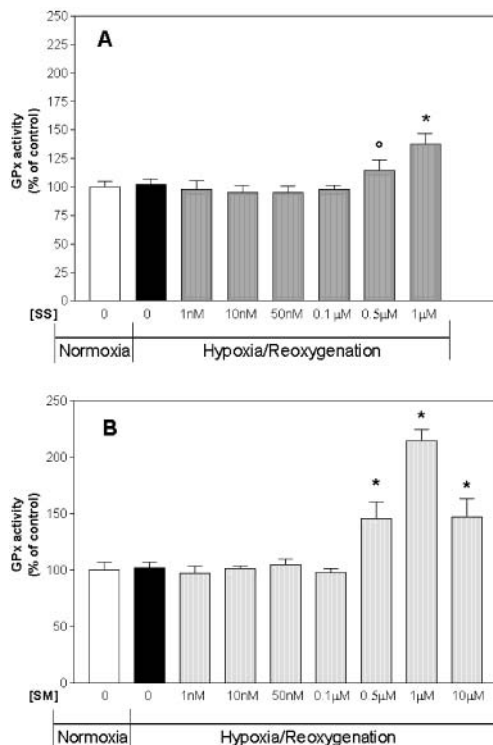 250
A
225
200
175
GPx activity
(% of control)
150
*
125
°
100
75
50
25
0
[SS] 0 0 1nM 10nM 50nM 0.1 µM 0.5µM 1µM
Normoxia Hypoxia/Reoxygenation
250
B
*
200
GPx activity
(% of control)
* *
150
100
50
0
[SM] 0 0 1nM 10nM 50nM 0.1µM 0.5µM 1µM 10µM
Normoxia Hypoxia/Reoxygenation